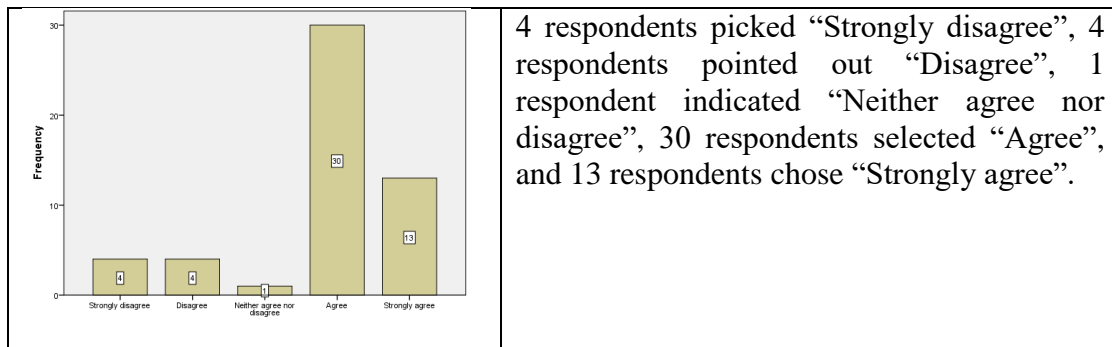 30
20
10
0
Frequency
4
4
1
30
13
Strongly disagree
Disagree
Neither agree nor
disagree
Agree
Strongly agree
4 respondents picked “Strongly disagree”, 4
respondents pointed out “Disagree”, 1
respondent indicated “Neither agree nor
disagree”, 30 respondents selected “Agree”,
and 13 respondents chose “Strongly agree”.